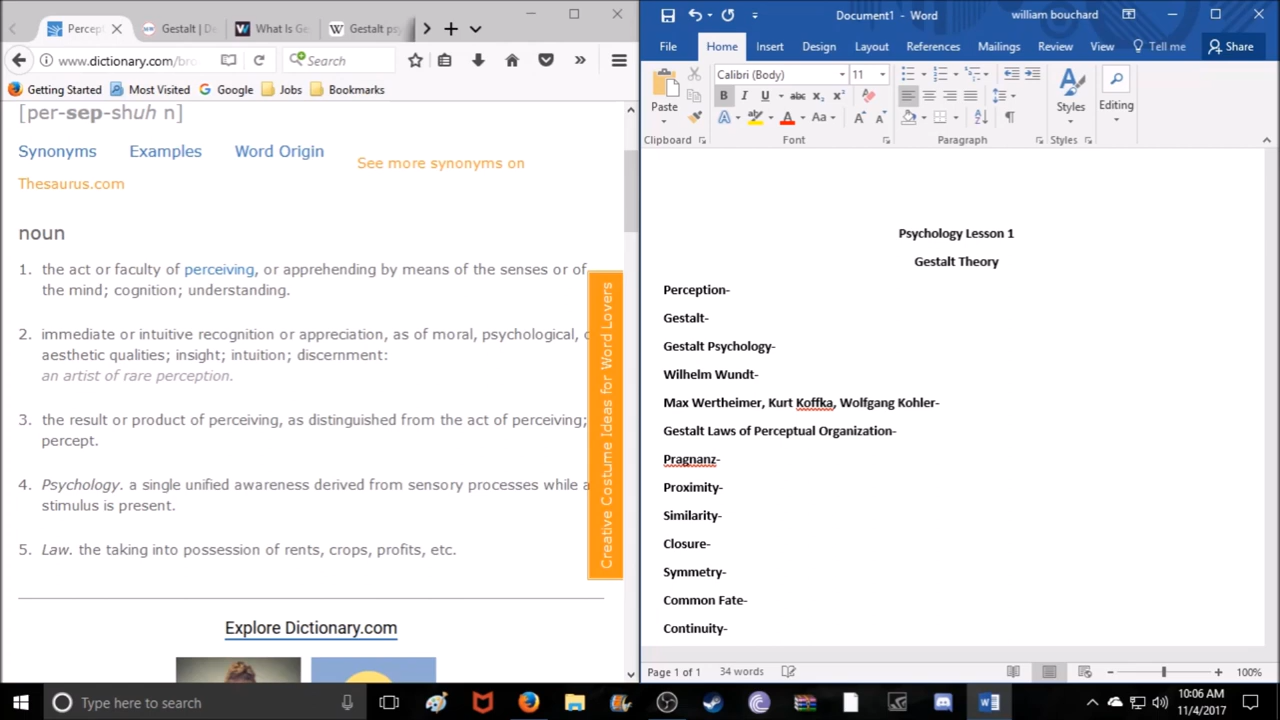 Percept
Gestalt | De
What Is Ge
Gestalt psy
www.dictionary.com/bro
Search
Getting Started
Most Visited
Google
Jobs
Bookmarks
[per-sep-shuh n]
Synonyms
Examples
Word Origin
See more synonyms on
Thesaurus.com
noun
1. the act or faculty of perceiving, or apprehending by means of the senses or of
the mind; cognition; understanding.
2. immediate or intuitive recognition or appreciation, as of moral, psychological, o
aesthetic qualities; insight; intuition; discernment:
an artist of rare perception.
3. the result or product of perceiving, as distinguished from the act of perceiving;
percept.
4. Psychology. a single unified awareness derived from sensory processes while a
stimulus is present.
5. Law. the taking into possession of rents, crops, profits, etc.
Creative Costume Ideas for Word Lovers
Explore Dictionary.com
Document1 - Word
william bouchard
File
Home
Insert
Design
Layout
References
Mailings
Review
View
Tell me
Share
Paste
Calibri (Body)
11
B I U abc X₂ X²
A Aa A A
Styles
Editing
Clipboard
Font
Paragraph
Styles
Psychology Lesson 1
Gestalt Theory
Perception-
Gestalt-
Gestalt Psychology-
Wilhelm Wundt-
Max Wertheimer, Kurt Koffka, Wolfgang Kohler-
Gestalt Laws of Perceptual Organization-
Pragnanz-
Proximity-
Similarity-
Closure-
Symmetry-
Common Fate-
Continuity-
Page 1 of 1
34 words
100%
Type here to search
10:06 AM
11/4/2017